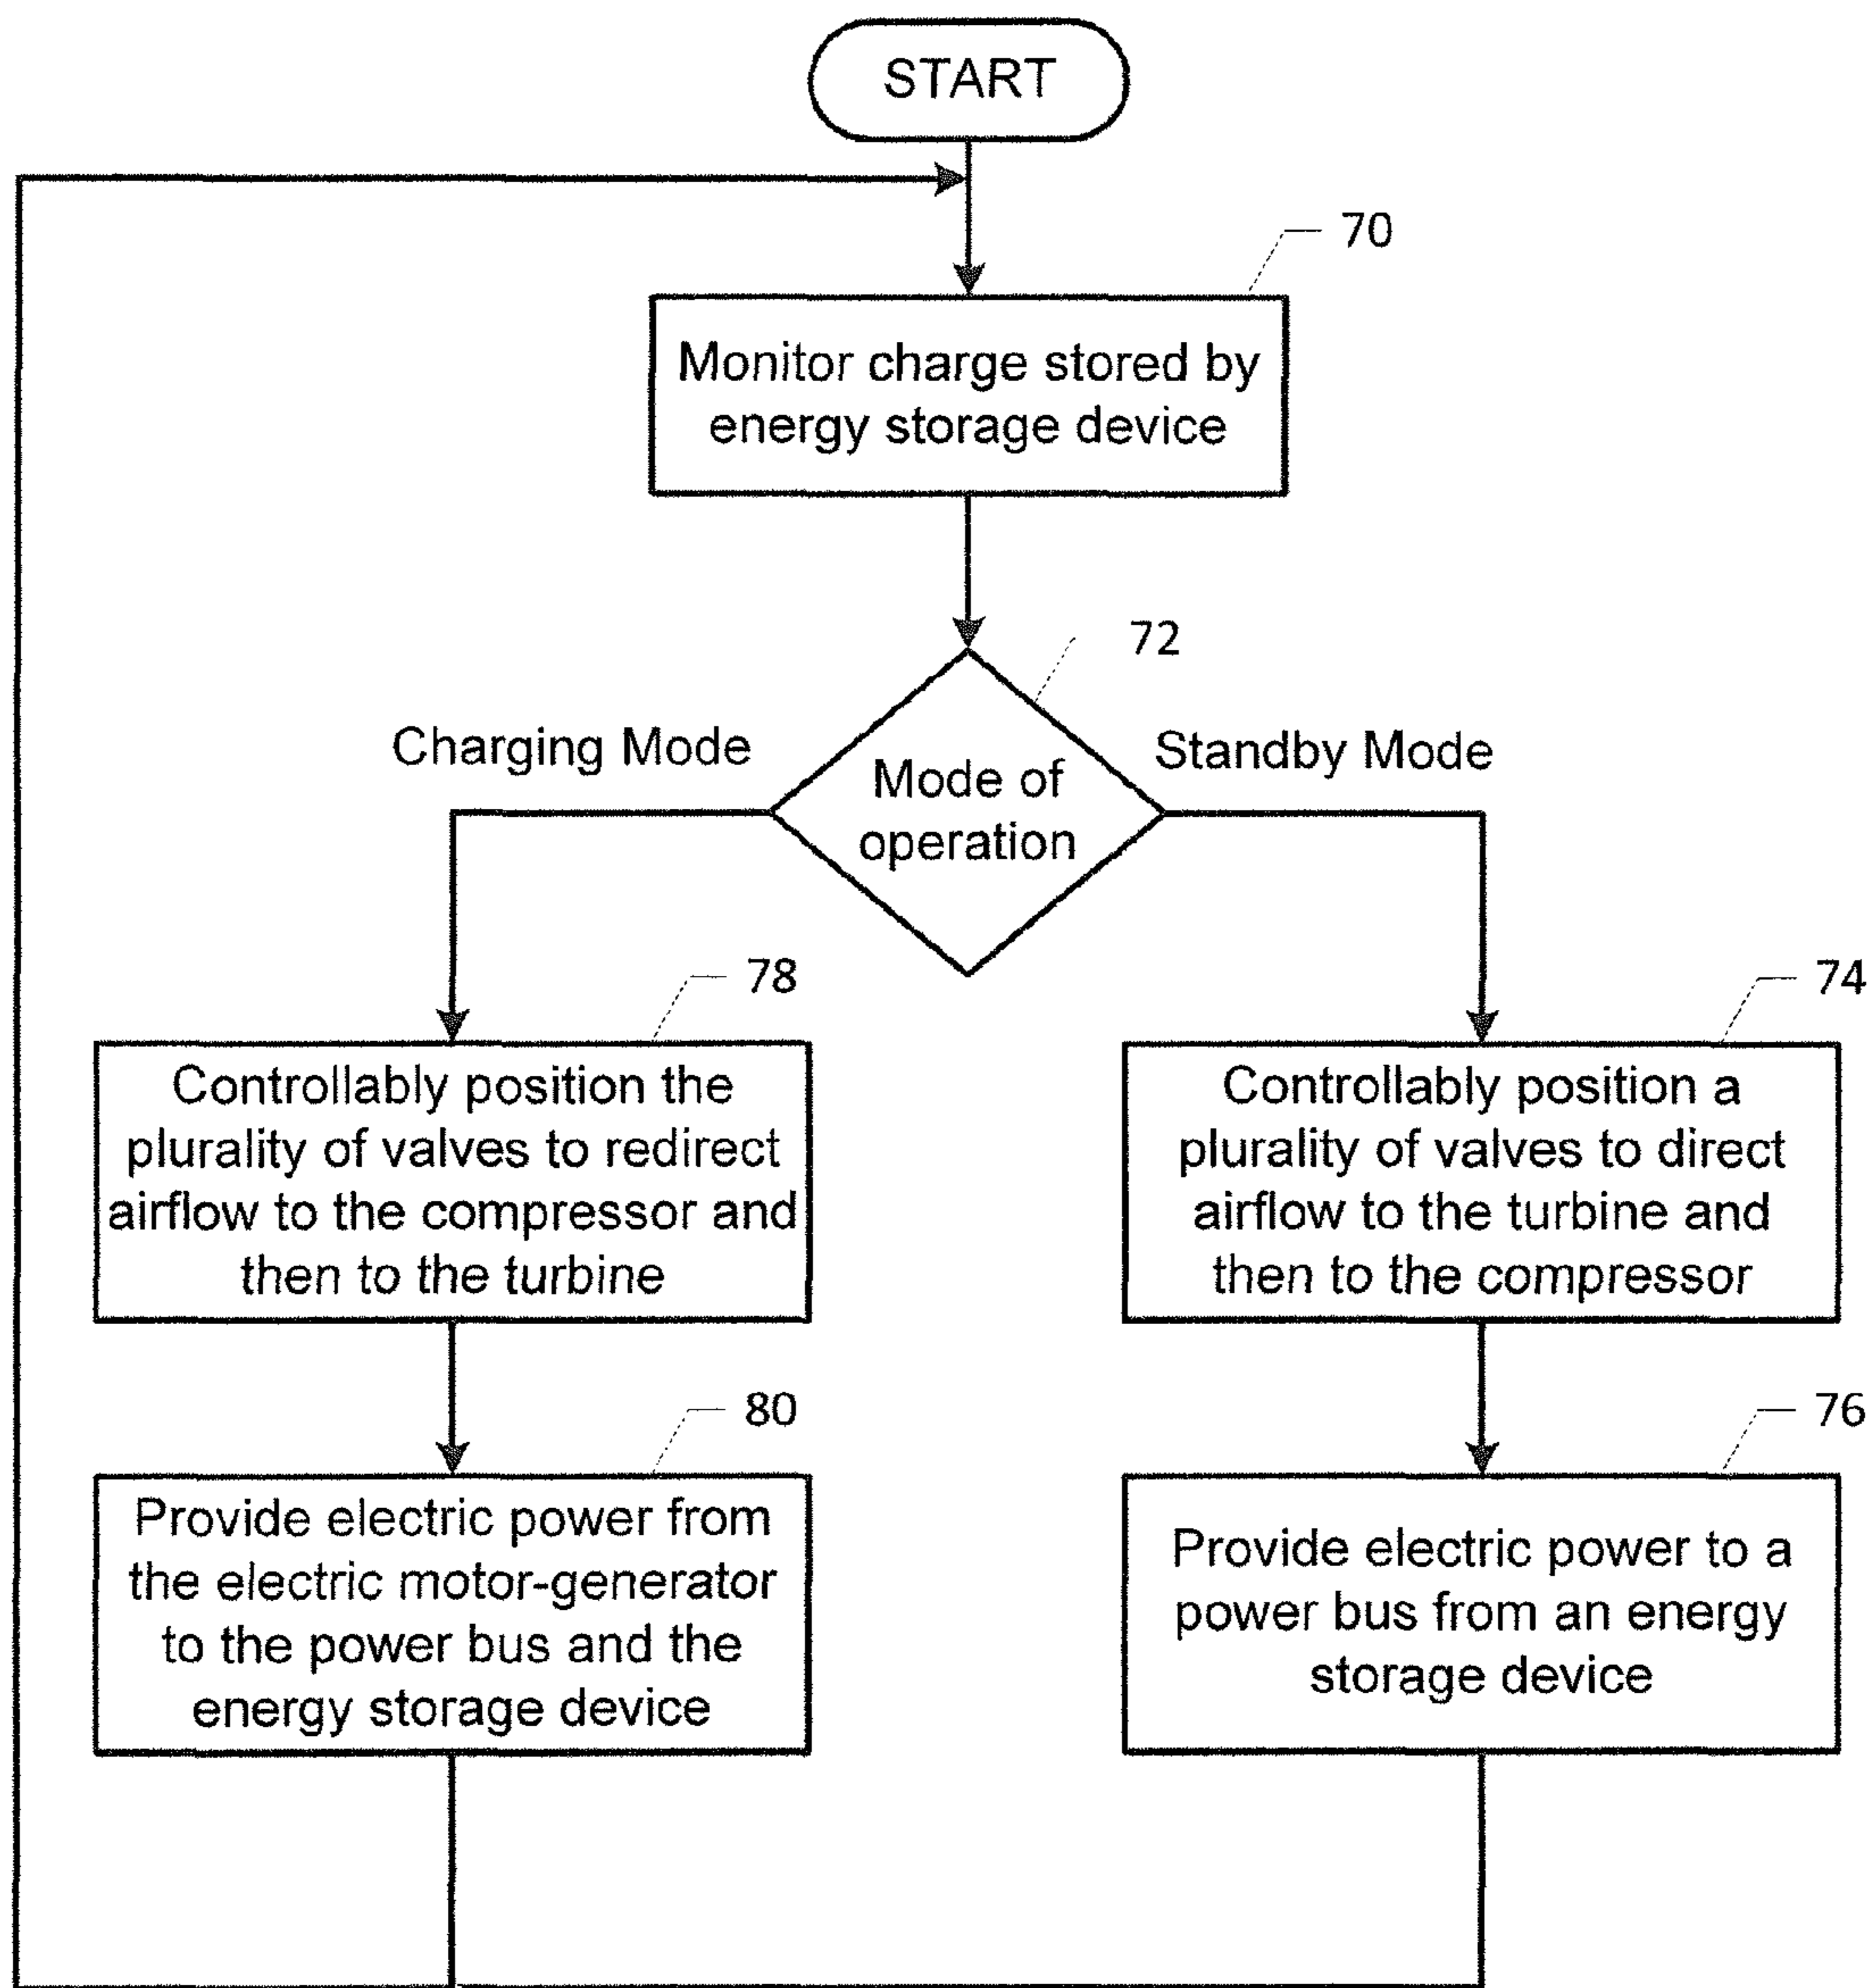 START
70
Monitor charge stored by
energy storage device
72
Charging Mode
Standby Mode
Mode of
operation
78
Controllably position the
plurality of valves to redirect
airflow to the compressor and
then to the turbine
74
Controllably position a
plurality of valves to direct
airflow to the turbine and
then to the compressor
80
Provide electric power from
the electric motor-generator
to the power bus and the
energy storage device
76
Provide electric power to a
power bus from an energy
storage device